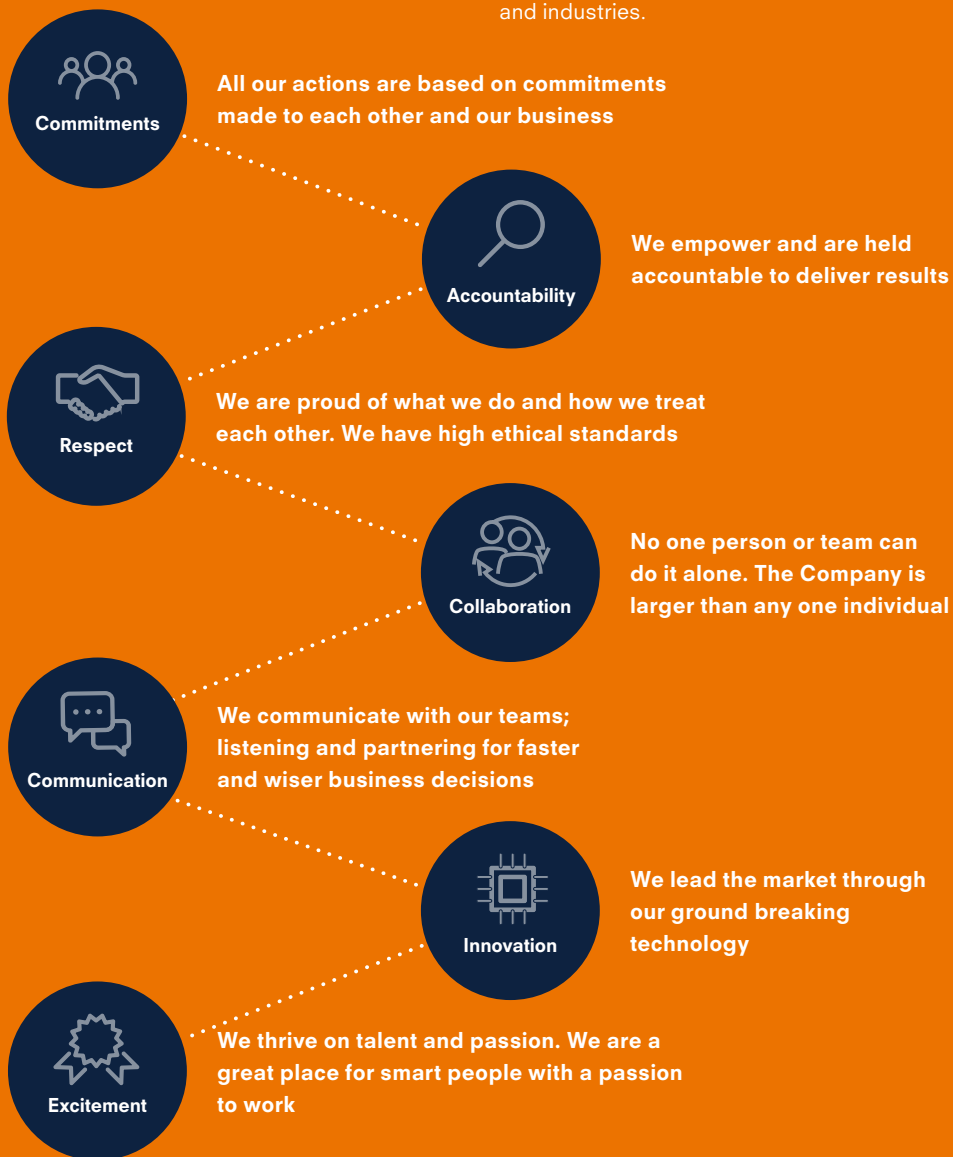 and industries.
Commitments
All our actions are based on commitments
made to each other and our business
Accountability
We empower and are held
accountable to deliver results
Respect
We are proud of what we do and how we treat
each other. We have high ethical standards
Collaboration
No one person or team can
do it alone. The Company is
larger than any one individual
Communication
We communicate with our teams;
listening and partnering for faster
and wiser business decisions
Innovation
We lead the market through
our ground breaking
technology
Excitement
We thrive on talent and passion. We are a
great place for smart people with a passion
to work